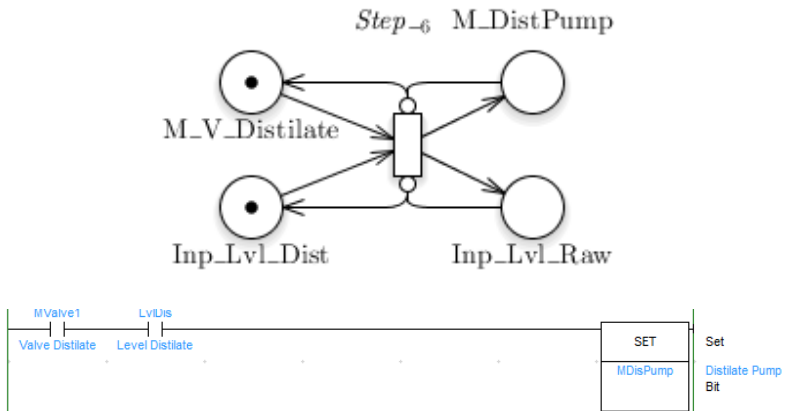 Step_6 M_DistPump
M_V_Distilate
Inp_Lvl_Dist Inp_Lvl_Raw
MValve1 LvlDis
Valve Distilate Level Distilate SET Set
MDisPump Distilate Pump
Bit